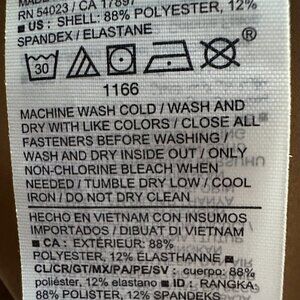 MADE
RN 54023 / CA 17897
■ US : SHELL: 88% POLYESTER, 12%
SPANDEX / ELASTANE
®
30
1166
MACHINE WASH COLD / WASH AND
DRY WITH LIKE COLORS / CLOSE ALL
FASTENERS BEFORE WASHING /
WASH AND DRY INSIDE OUT / ONLY
NON-CHLORINE BLEACH WHEN
NEEDED / TUMBLE DRY LOW / COOL
IRON / DO NOT DRY CLEAN
HECHO EN VIETNAM CON INSUMOS
IMPORTADOS / DIBUAT DI VIETNAM
■ CA : EXTÉRIEUR: 88%
POLYESTER, 12% ÉLASTHANNE ■
CL/CR/GT/MX/PA/PE/SV : cuerpo: 88%
poliéster, 12% elastano ■ ID : RANGKA:
88% POLISTER, 12% SPANDEKS